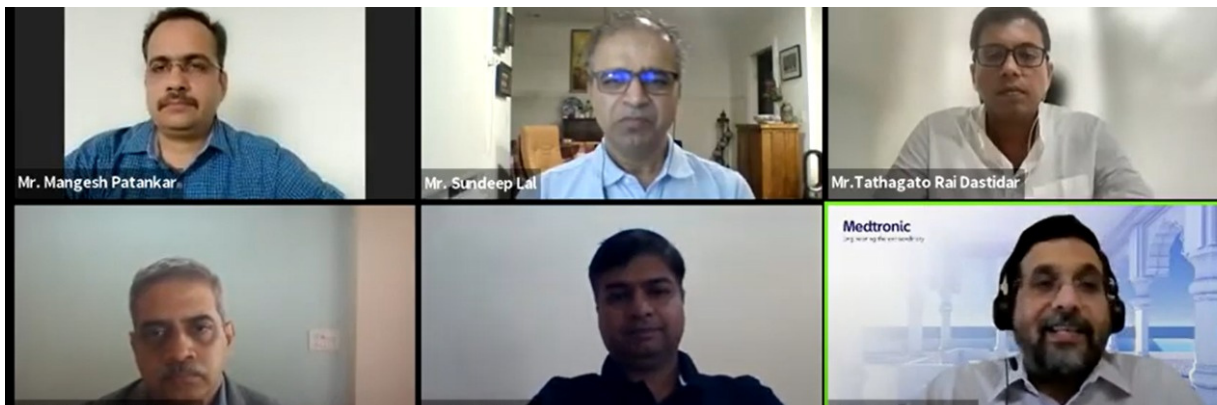 Mr. Mangesh Patankar
Mr. Sundeep Lal
Mr.Tathagato Rai Dastidar
Medtronic